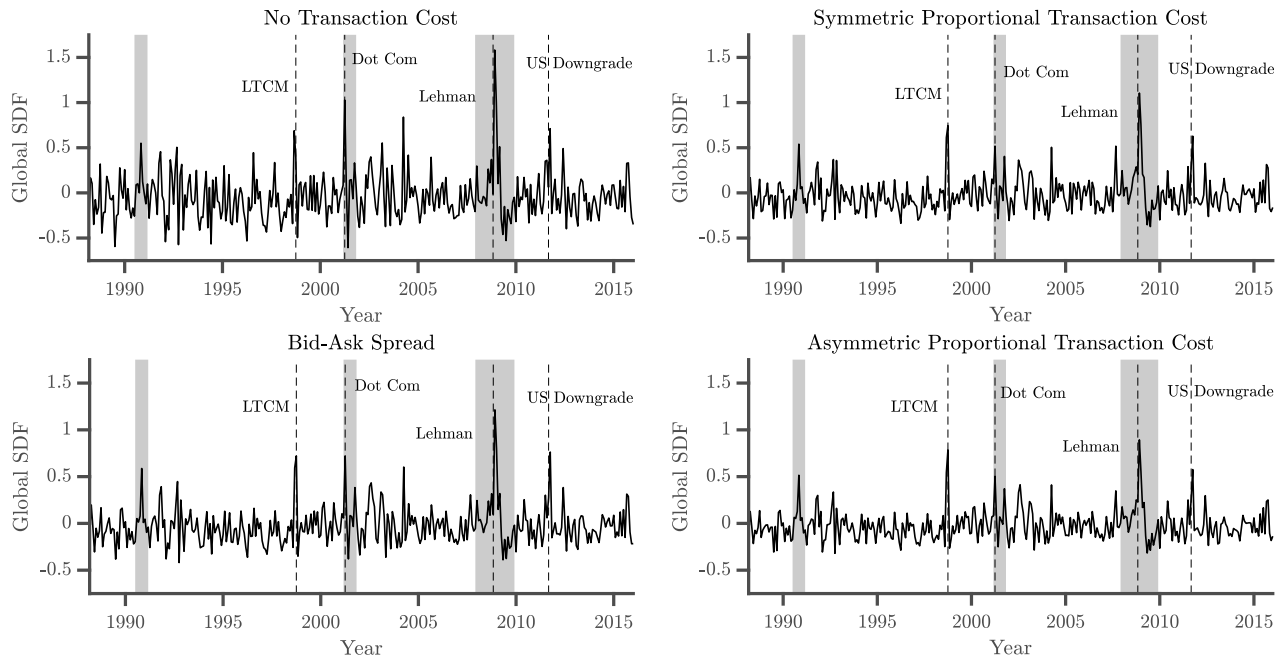 No Transaction Cost
Global SDF
1.5
1
0.5
0
-0.5
LTCM
Dot Com
Lehman
US Downgrade
1990
1995
2000
2005
2010
2015
Year
Symmetric Proportional Transaction Cost
Global SDF
1.5
1
0.5
0
-0.5
LTCM
Dot Com
Lehman
US Downgrade
1990
1995
2000
2005
2010
2015
Year
Bid-Ask Spread
Global SDF
1.5
1
0.5
0
-0.5
LTCM
Dot Com
Lehman
US Downgrade
1990
1995
2000
2005
2010
2015
Year
Asymmetric Proportional Transaction Cost
Global SDF
1.5
1
0.5
0
-0.5
LTCM
Dot Com
Lehman
US Downgrade
1990
1995
2000
2005
2010
2015
Year